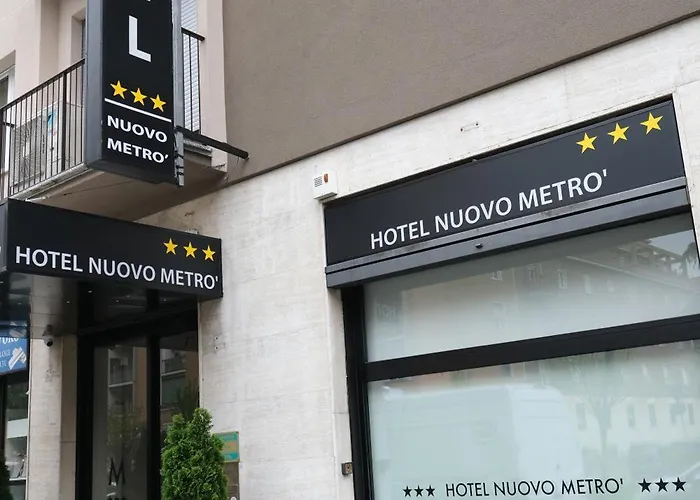 L
★★★
NUOVO
METRO'
★★★
HOTEL NUOVO METRO'
★★★
HOTEL NUOVO METRO'
M
★★★ HOTEL NUOVO METRO' ★★★